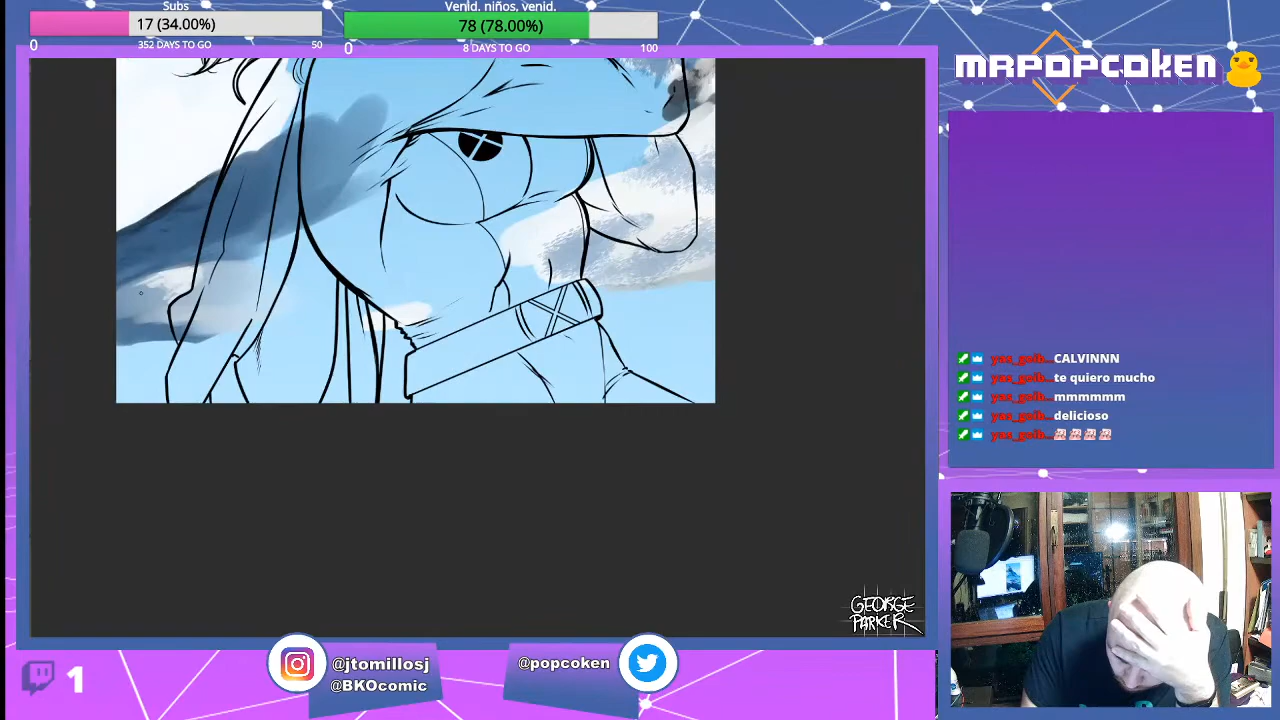 Subs
17 (34.00%)
0
352 DAYS TO GO
50
Venid, niños, venid.
78 (78.00%)
0
8 DAYS TO GO
100
MRPOPCOKEN
CALVINNN
te quiero mucho
mmmmmm
delicioso
GEORGE
PARKER
1
@jtomillosj
@BKOcomic
@popcoken